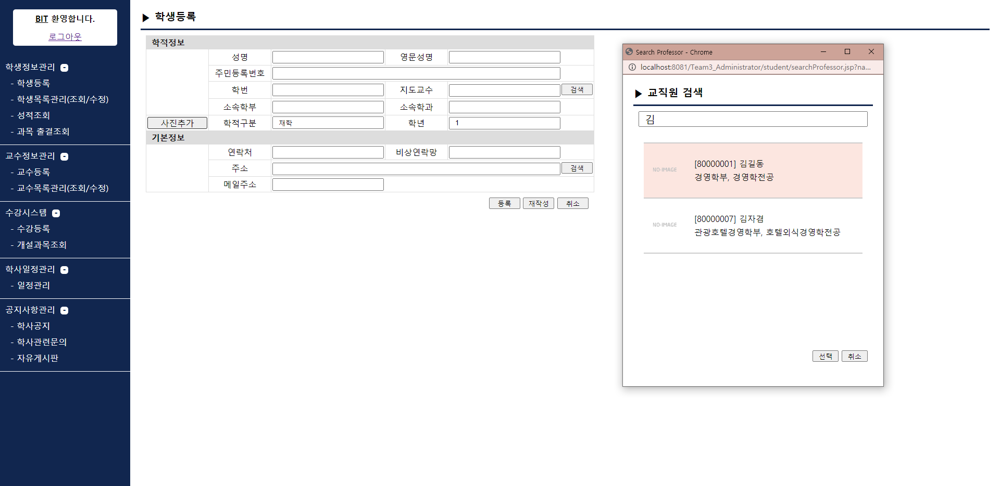 BIT 환영합니다.
로그아웃
학생정보관리 -
- 학생등록
- 학생목록관리(조회/수정)
- 성적조회
- 과목 출결조회
교수정보관리 -
- 교수등록
- 교수목록관리(조회/수정)
수강시스템 -
- 수강등록
- 개설과목조회
학사일정관리 -
- 일정관리
공지사항관리 -
- 학사공지
- 학사관련문의
- 자유게시판
▶ 학생등록
학적정보
성명 영문성명
주민등록번호
학번 지도교수 검색
소속학부 소속학과
사진추가 학적구분 재학 학년 1
기본정보
연락처 비상연락망
주소 검색
메일주소
등록 재작성 취소
Search Professor - Chrome
localhost:8081/Team3_Administrator/student/searchProfessor.jsp?na...
▶ 교직원 검색
김
NO-IMAGE
[80000001] 김길동
경영학부, 경영학전공
NO-IMAGE
[80000007] 김자겸
관광호텔경영학부, 호텔외식경영학전공
선택 취소